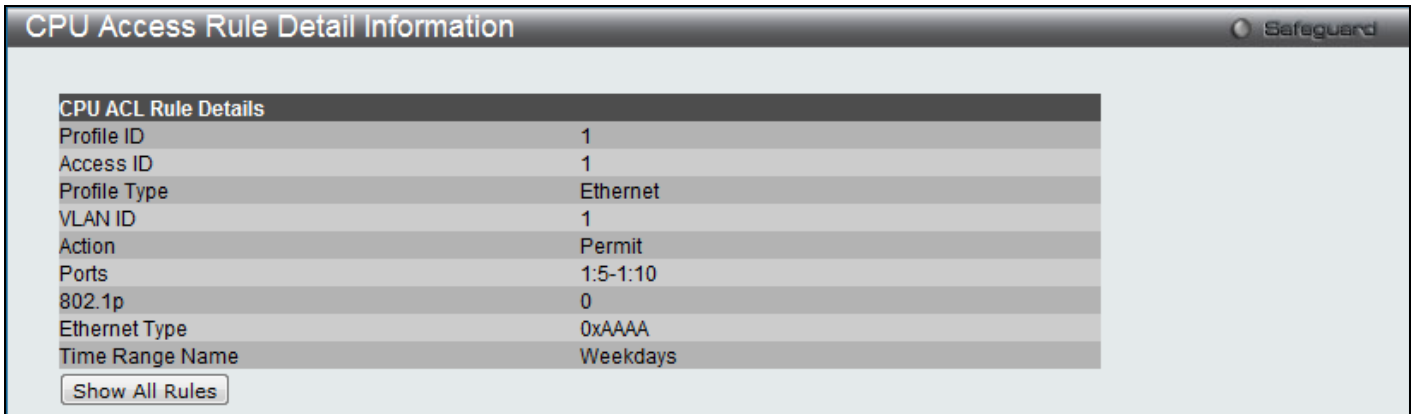 CPU Access Rule Detail Information
Safeguard
CPU ACL Rule Details
Profile ID 1
Access ID 1
Profile Type Ethernet
VLAN ID 1
Action Permit
Ports 1:5-1:10
802.1p 0
Ethernet Type 0xAAAA
Time Range Name Weekdays
Show All Rules